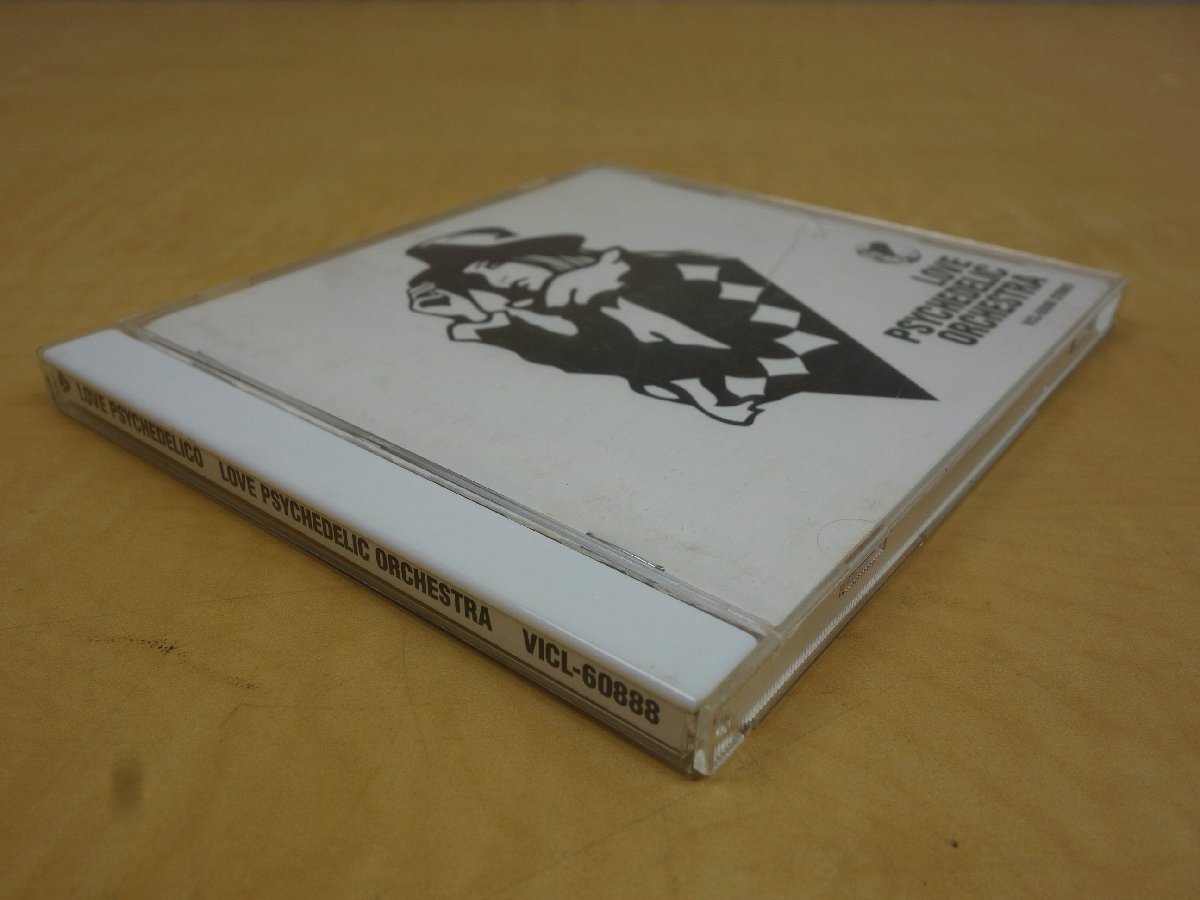 LOVE
PSYCHEDELIC
ORCHESTRA
LOVE PSYCHEDELICO LOVE PSYCHEDELIC ORCHESTRA VICL-60888